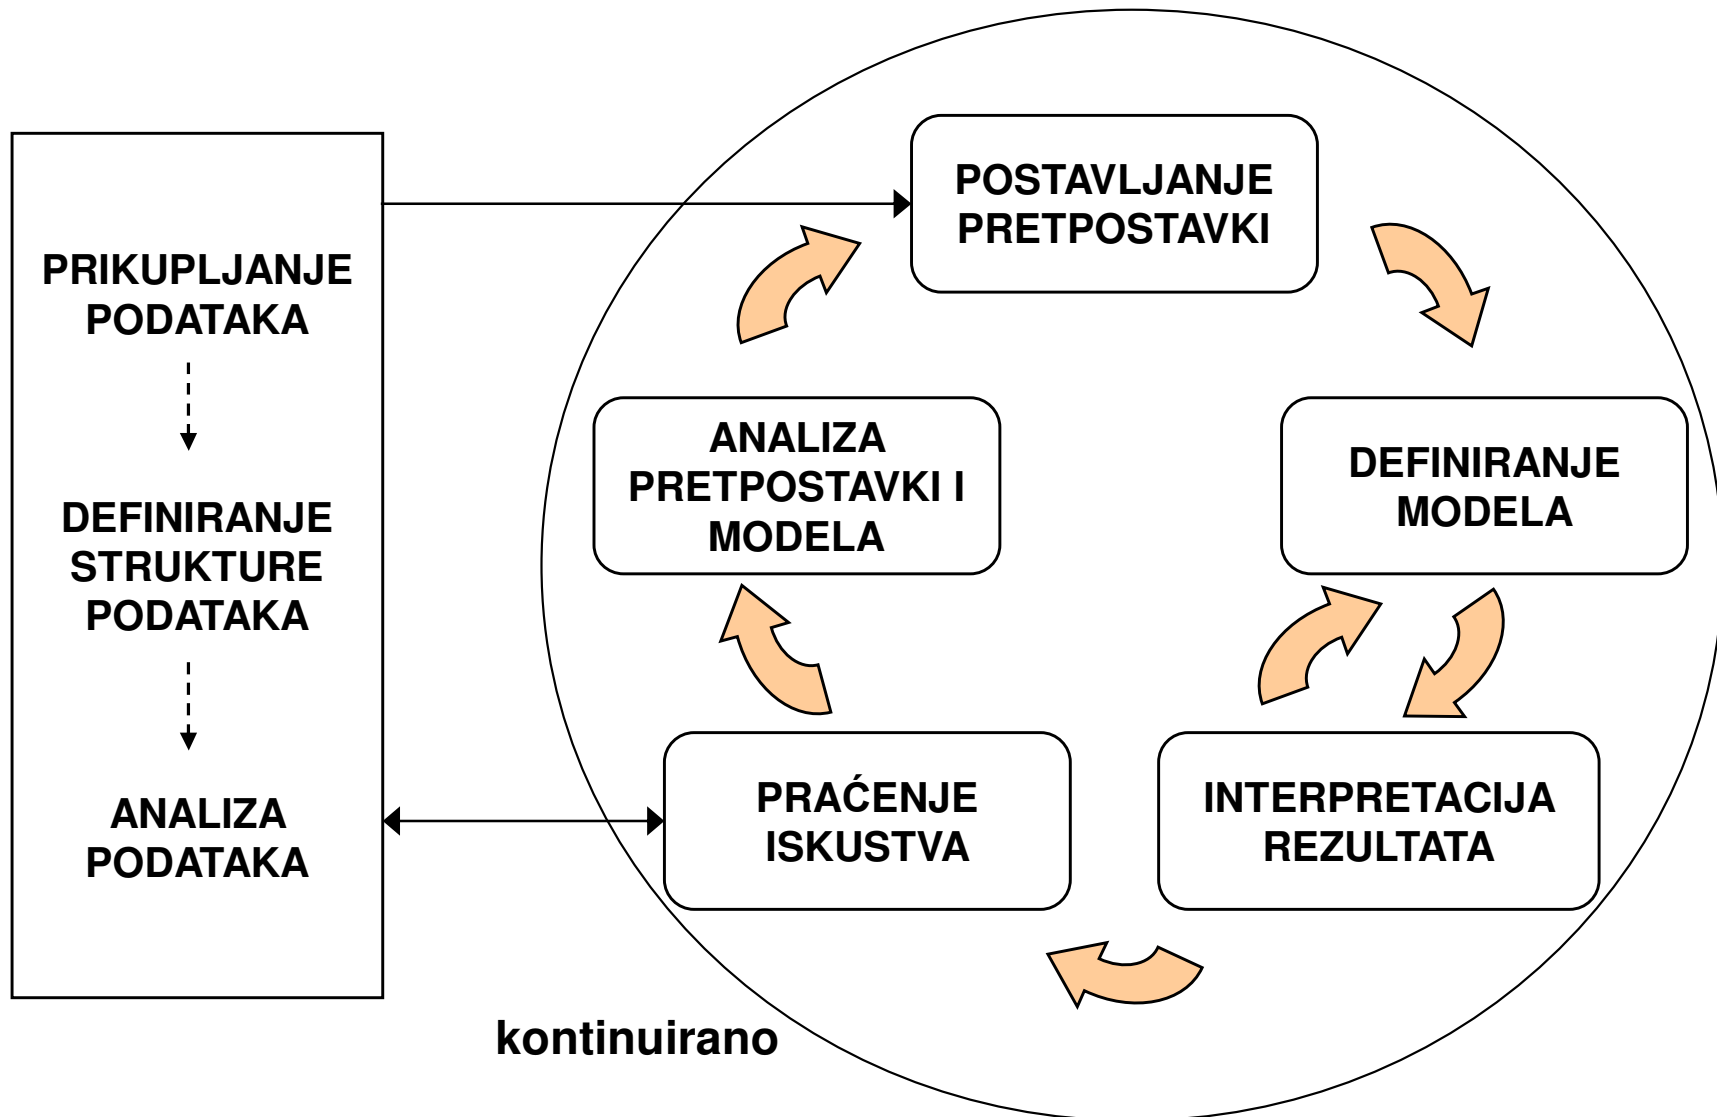 PRIKUPLJANJE
PODATAKA
DEFINIRANJE
STRUKTURE
PODATAKA
ANALIZA
PODATAKA
POSTAVLJANJE
PRETPOSTAVKI
ANALIZA
PRETPOSTAVKI I
MODELA
DEFINIRANJE
MODELA
PRAĆENJE
ISKUSTVA
INTERPRETACIJA
REZULTATA
kontinuirano